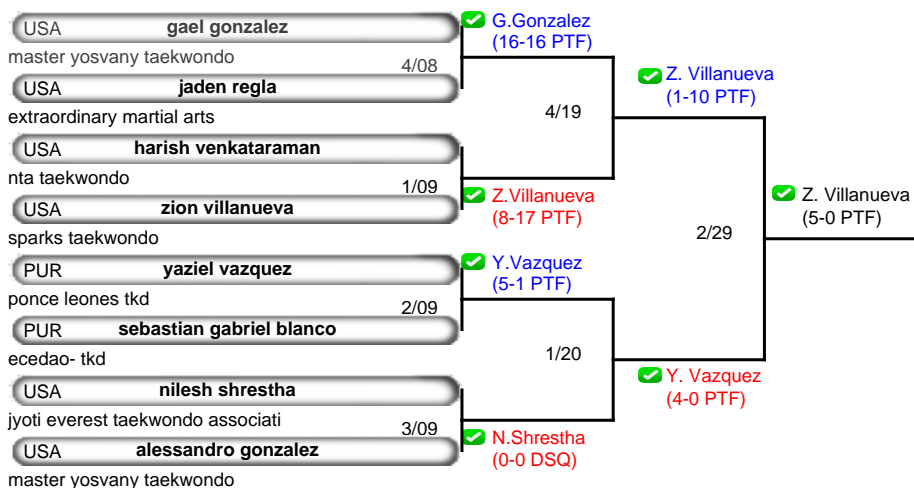 USA gael gonzalez
master yosvany taekwondo
4/08
USA jaden regla
extraordinary martial arts
G.Gonzalez
(16-16 PTF)
USA harish venkataraman
nta taekwondo
1/09
USA zion villanueva
sparks taekwondo
Z.Villanueva
(8-17 PTF)
4/19
Z. Villanueva
(1-10 PTF)
PUR yaziel vazquez
ponce leones tkd
2/09
PUR sebastian gabriel blanco
ecedao- tkd
Y.Vazquez
(5-1 PTF)
USA nilesh shrestha
jyoti everest taekwondo associati
3/09
USA alessandro gonzalez
master yosvany taekwondo
N.Shrestha
(0-0 DSQ)
1/20
Y. Vazquez
(4-0 PTF)
2/29
Z. Villanueva
(5-0 PTF)